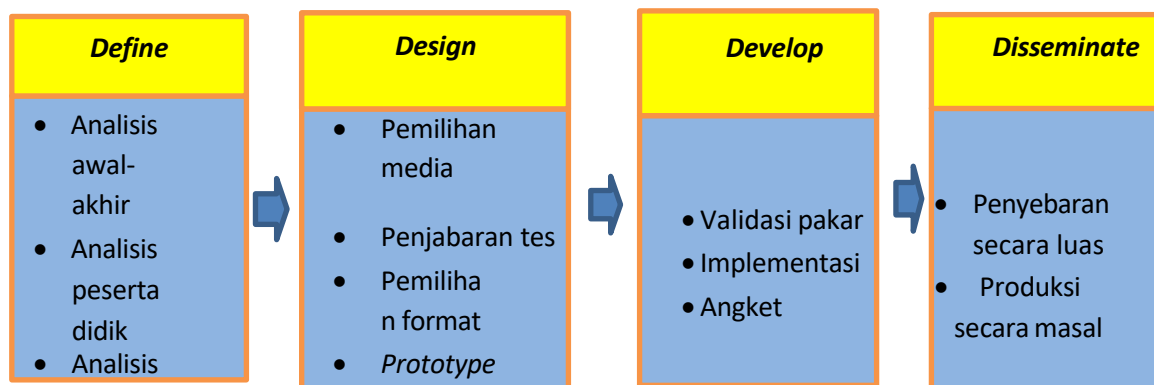 Define
• Analisis
awal-
akhir
• Analisis
peserta
didik
• Analisis
Design
• Pemilihan
media
• Penjabaran tes
• Pemiliha
n format
• Prototype
Develop
• Validasi pakar
• Implementasi
• Angket
Disseminate
• Penyebaran
secara luas
• Produksi
secara masal